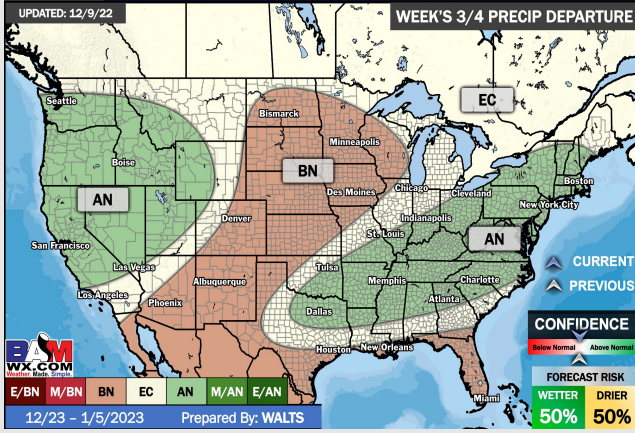 UPDATED: 12/9/22
WEEK'S 3/4 PRECIP DEPARTURE
Seattle
EC
Bismarck
Minneapolis
Boise
BN
Des Moines
Chicago
Cleveland
Boston
AN
New York City
Denver
Indianapolis
San Francisco
St. Louis
AN
Las Vegas
Tulsa
CURRENT
Albuquerque
Memphis
Charlotte
PREVIOUS
Los Angeles
Phoenix
Atlanta
Dallas
CONFIDENCE
Houston
New Orleans
Below Normal
Above Normal
BAM
WX.COM
Weather. Made. Simple.
FORECAST RISK
E/BN M/BN BN EC AN M/AN E/AN
Miami
WETTER
50%
DRIER
50%
12/23 – 1/5/2023 Prepared By: WALTS